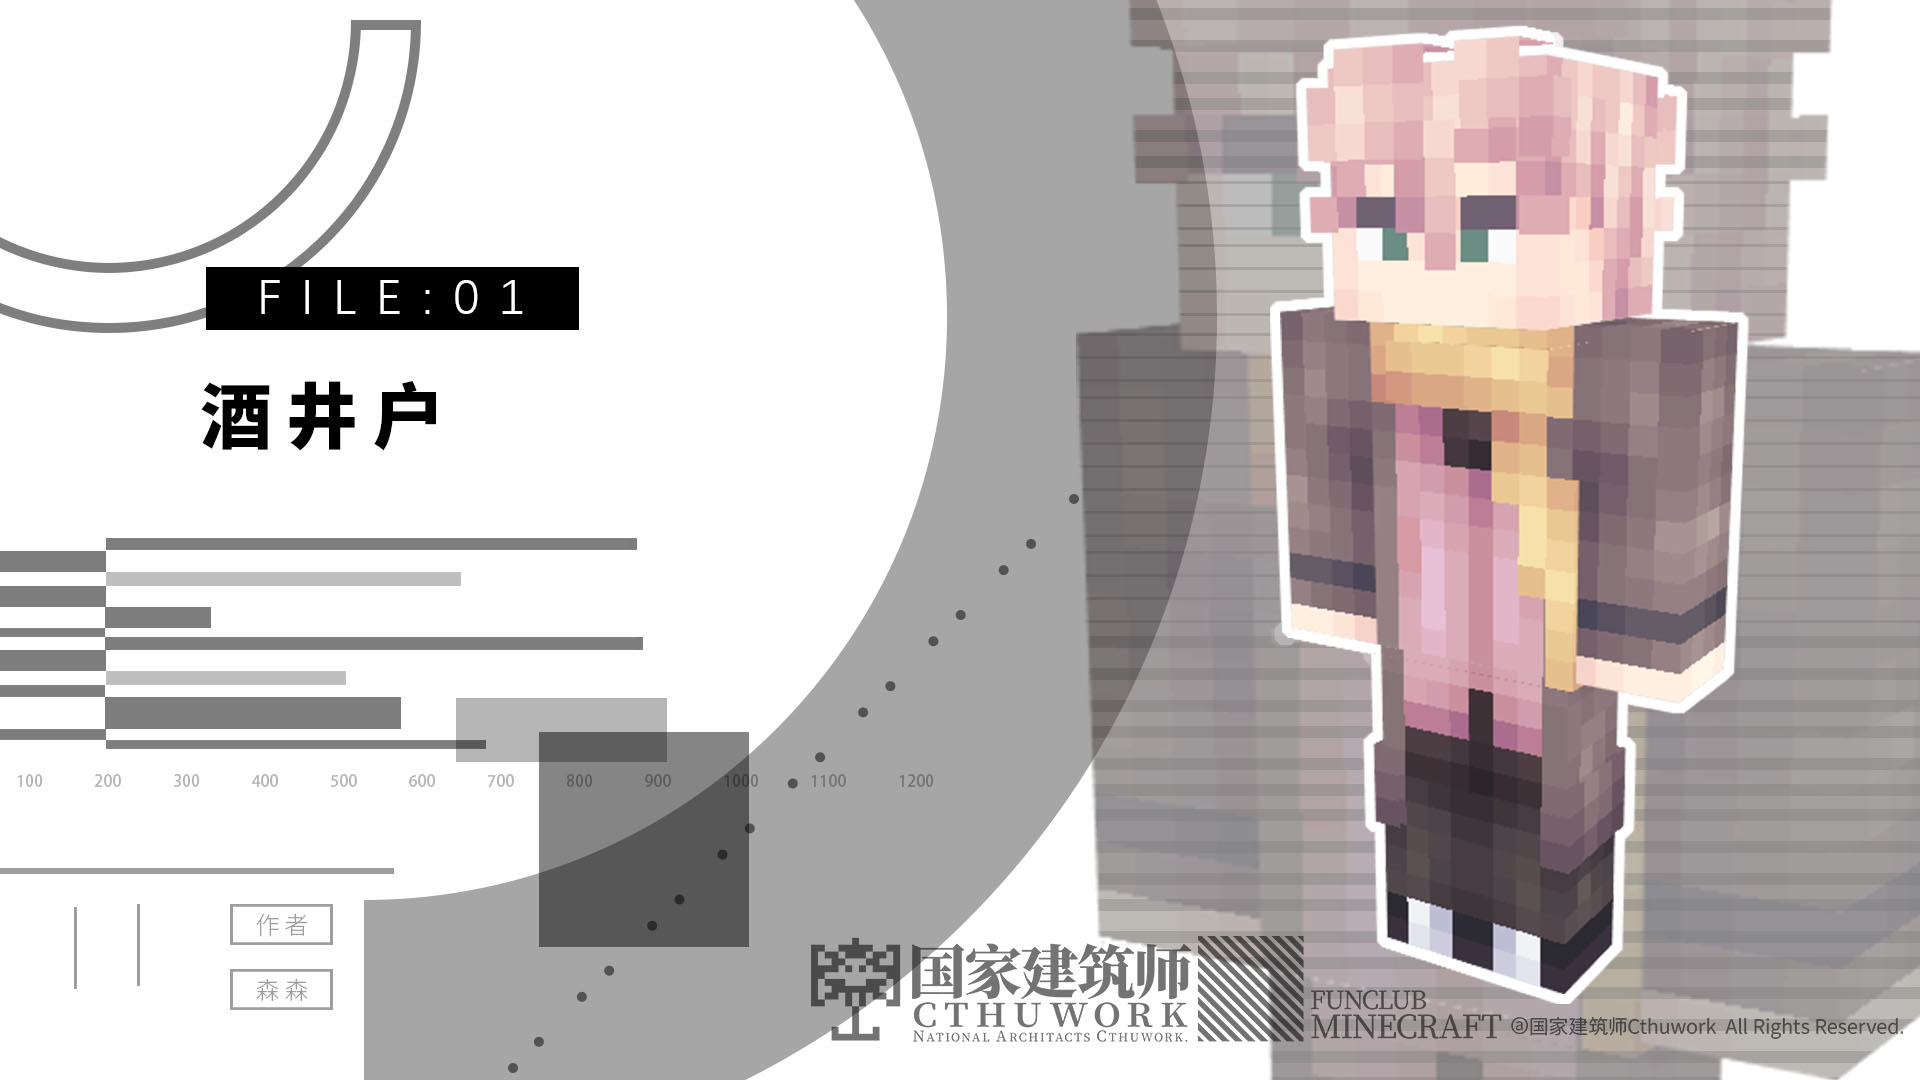 FILE:01
酒井户
100 200 300 400 500 600 700 800 900 1000 1100 1200
作者
森森
国家建筑师
CTHUWORK
NATIONAL ARCHITACTS CTHUWORK.
FUNCLUB
MINECRAFT
@国家建筑师Cthuwork All Rights Reserved.